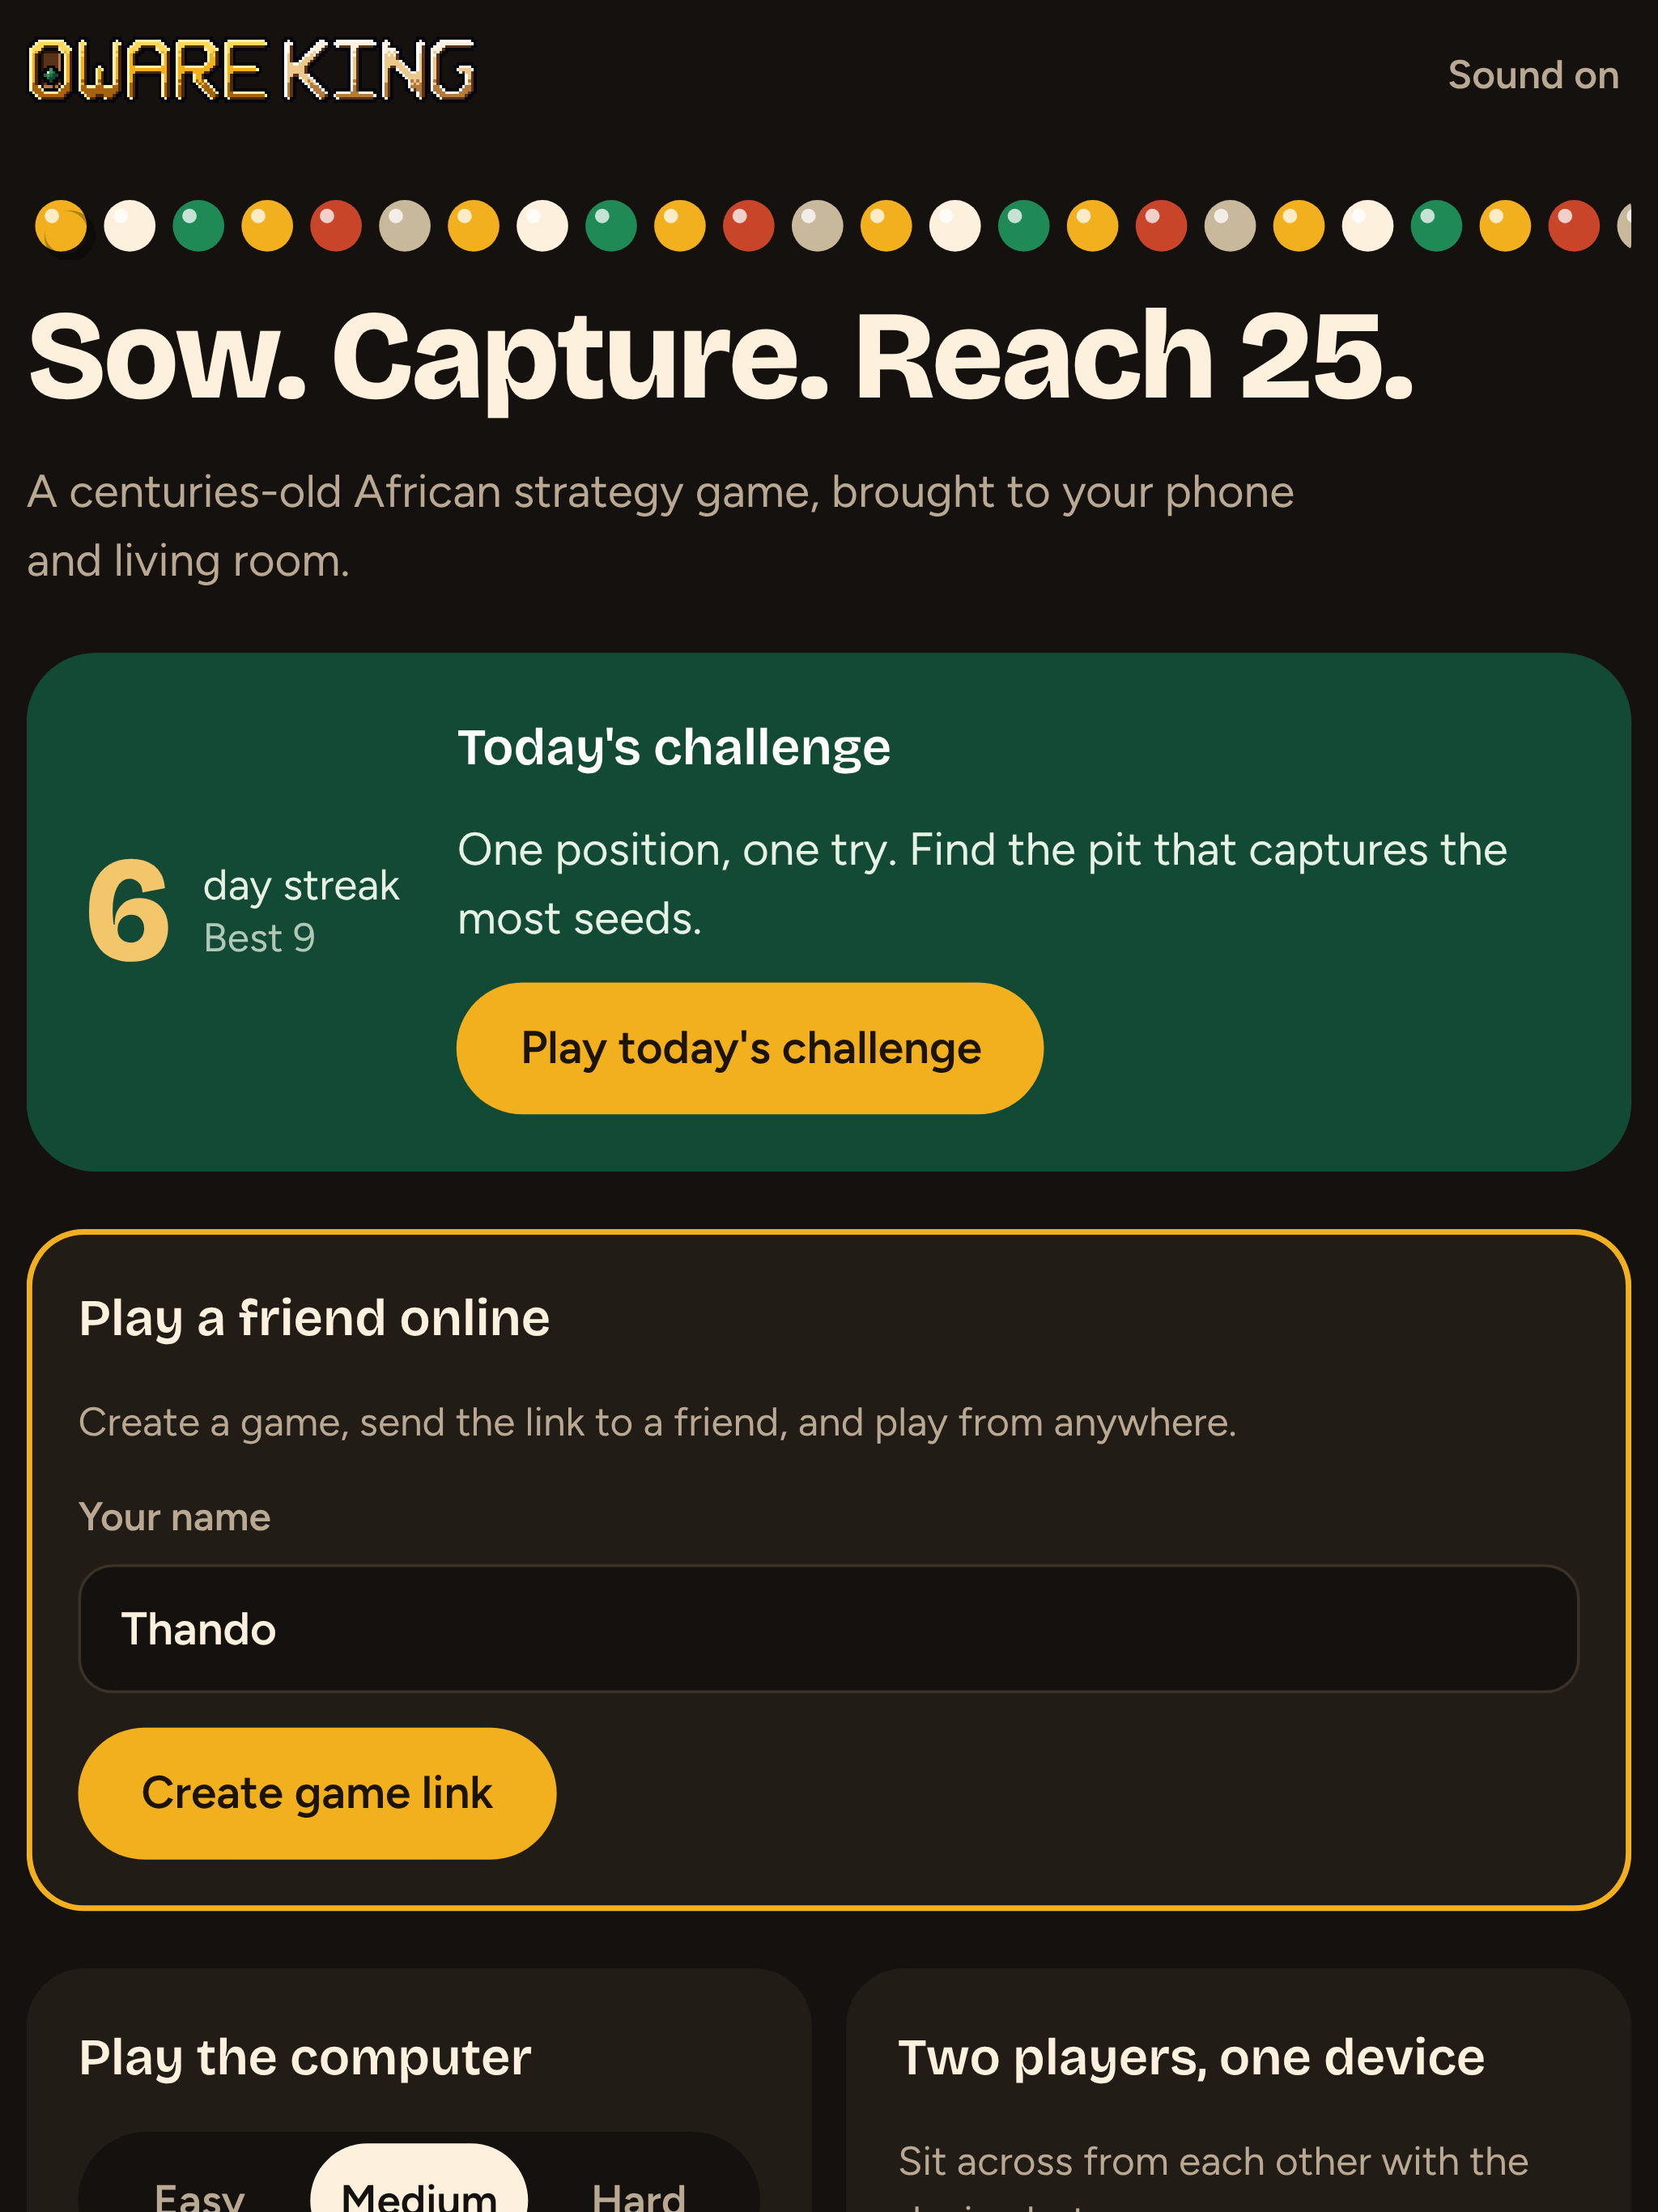 OWARE KING
Sound on
Sow. Capture. Reach 25.
A centuries-old African strategy game, brought to your phone
and living room.
Today's challenge
One position, one try. Find the pit that captures the
most seeds.
6
day streak
Best 9
Play today's challenge
Play a friend online
Create a game, send the link to a friend, and play from anywhere.
Your name
Thando
Create game link
Play the computer
Easy
Medium
Hard
Two players, one device
Sit across from each other with the